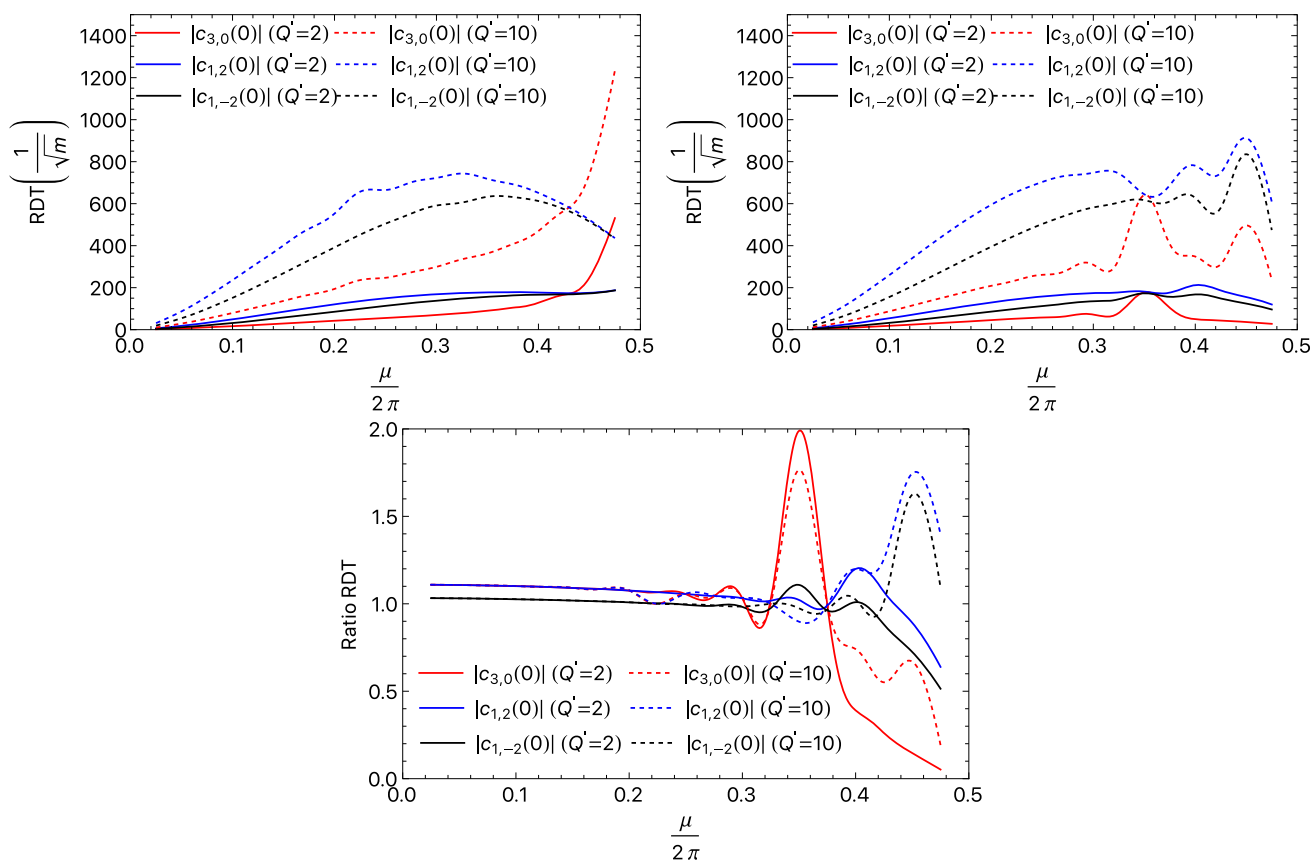 |c3,0(0)| (Q'=2) |c3,0(0)| (Q'=10)
|c1,2(0)| (Q'=2) |c1,2(0)| (Q'=10)
|c1,-2(0)| (Q'=2) |c1,-2(0)| (Q'=10)
1400
1200
1000
800
600
400
200
0
RDT (1/√m)
0.0 0.1 0.2 0.3 0.4 0.5
μ
2 π
|c3,0(0)| (Q'=2) |c3,0(0)| (Q'=10)
|c1,2(0)| (Q'=2) |c1,2(0)| (Q'=10)
|c1,-2(0)| (Q'=2) |c1,-2(0)| (Q'=10)
1400
1200
1000
800
600
400
200
0
RDT (1/√m)
0.0 0.1 0.2 0.3 0.4 0.5
μ
2 π
2.0
1.5
1.0
0.5
0.0
Ratio RDT
|c3,0(0)| (Q'=2) |c3,0(0)| (Q'=10)
|c1,2(0)| (Q'=2) |c1,2(0)| (Q'=10)
|c1,-2(0)| (Q'=2) |c1,-2(0)| (Q'=10)
0.0 0.1 0.2 0.3 0.4 0.5
μ
2 π